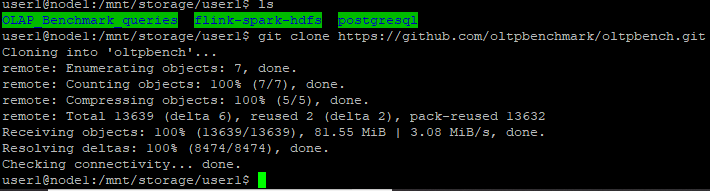 user1@node1:/mnt/storage/user1$ ls
OLAP_Benchmark_queries flink-spark-hdfs postgresql
user1@node1:/mnt/storage/user1$ git clone https://github.com/oltpbenchmark/oltpbench.git
Cloning into 'oltpbench'...
remote: Enumerating objects: 7, done.
remote: Counting objects: 100% (7/7), done.
remote: Compressing objects: 100% (5/5), done.
remote: Total 13639 (delta 6), reused 2 (delta 2), pack-reused 13632
Receiving objects: 100% (13639/13639), 81.55 MiB | 3.08 MiB/s, done.
Resolving deltas: 100% (8474/8474), done.
Checking connectivity... done.
user1@node1:/mnt/storage/user1$